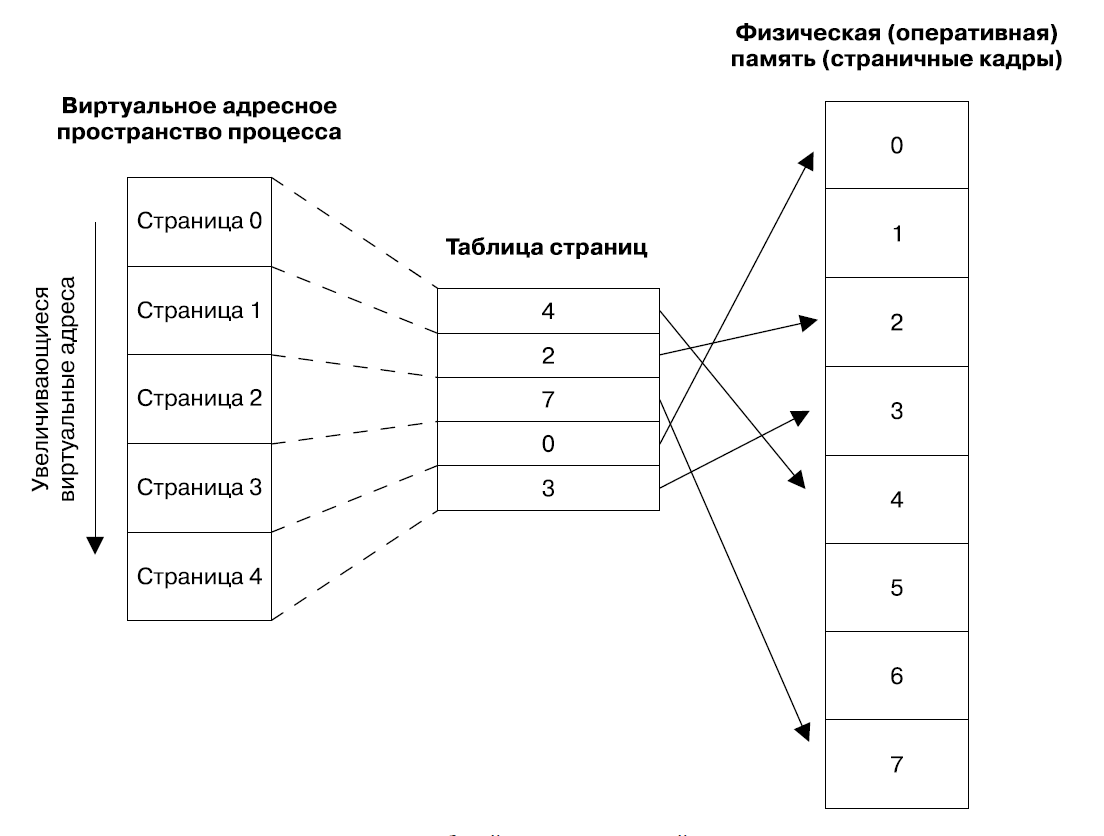 Физическая (оперативная)
память (страничные кадры)
Виртуальное адресное
пространство процесса
Увеличивающиеся
виртуальные адреса
Страница 0
Страница 1
Страница 2
Страница 3
Страница 4
Таблица страниц
4
2
7
0
3
0
1
2
3
4
5
6
7